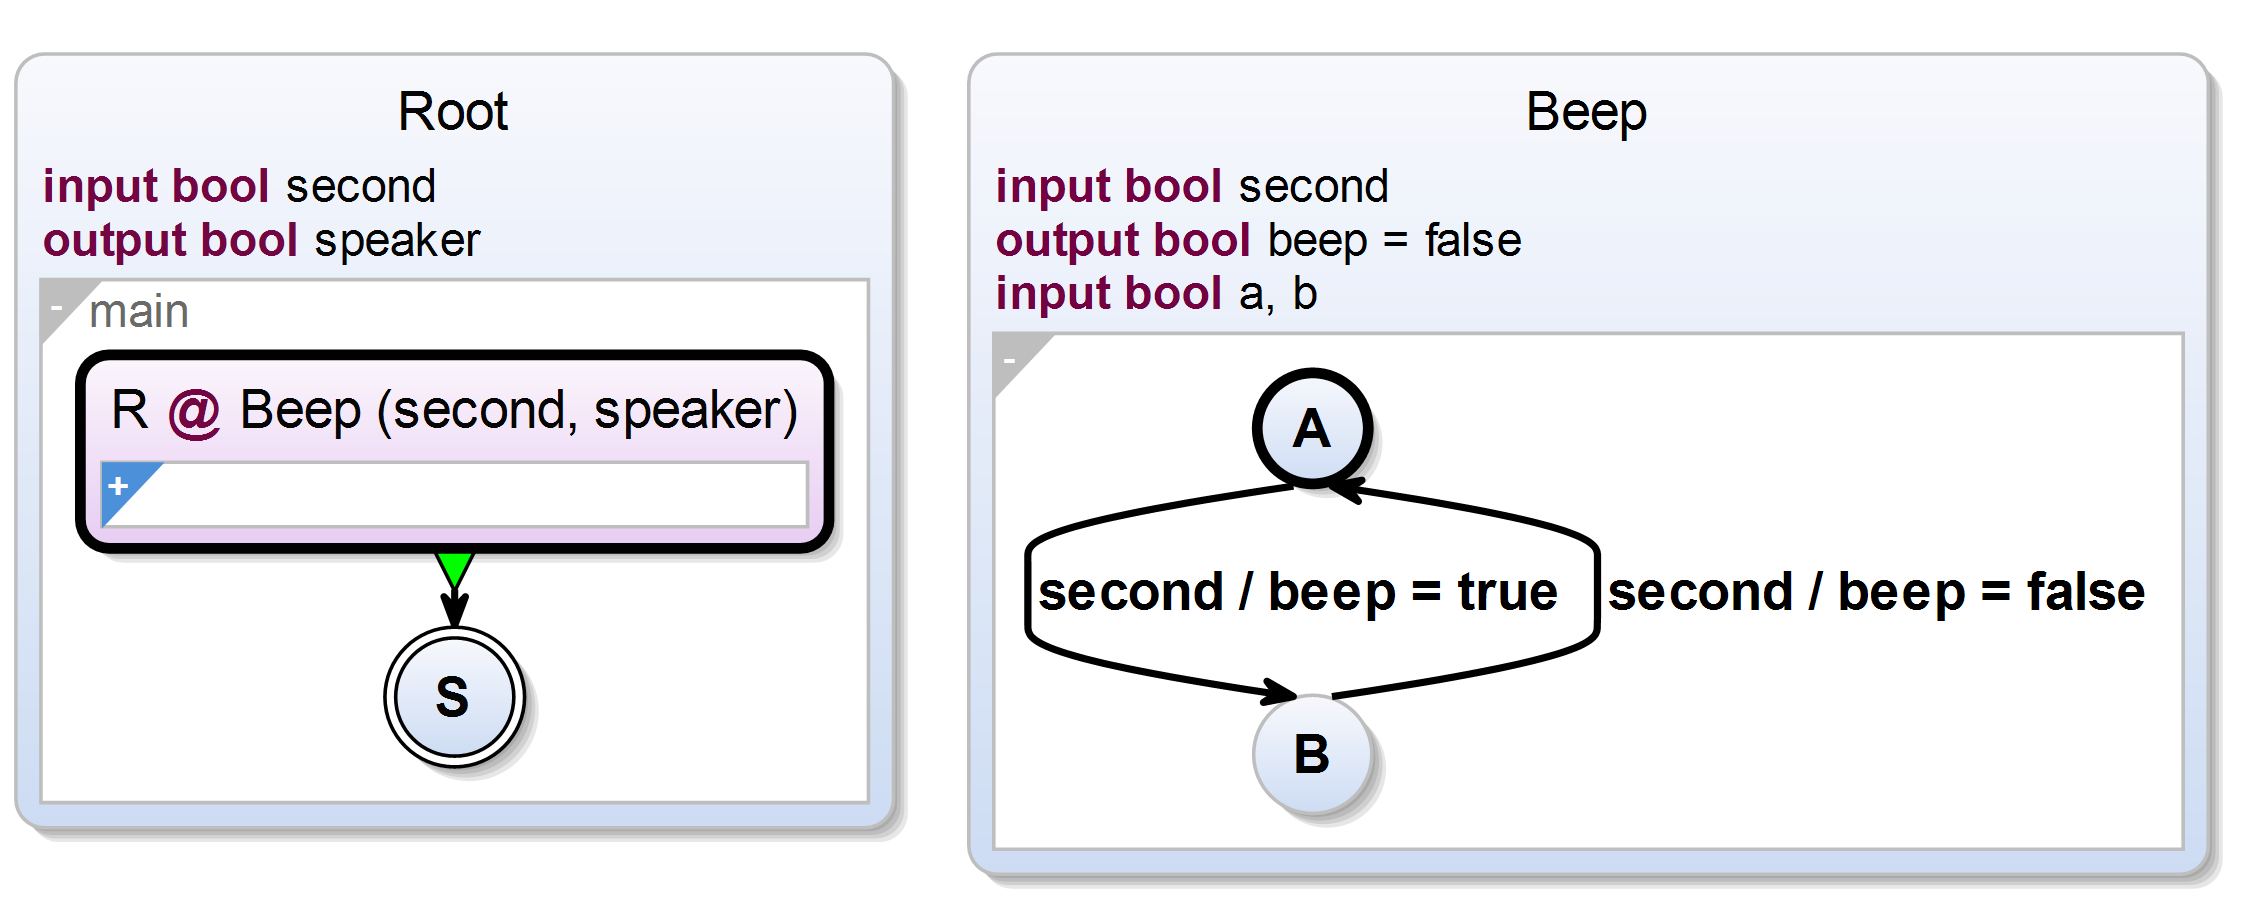 Root
input bool second
output bool speaker
- main
R @ Beep (second, speaker)
+
S
Beep
input bool second
output bool beep = false
input bool a, b
-
A
second / beep = true
second / beep = false
B